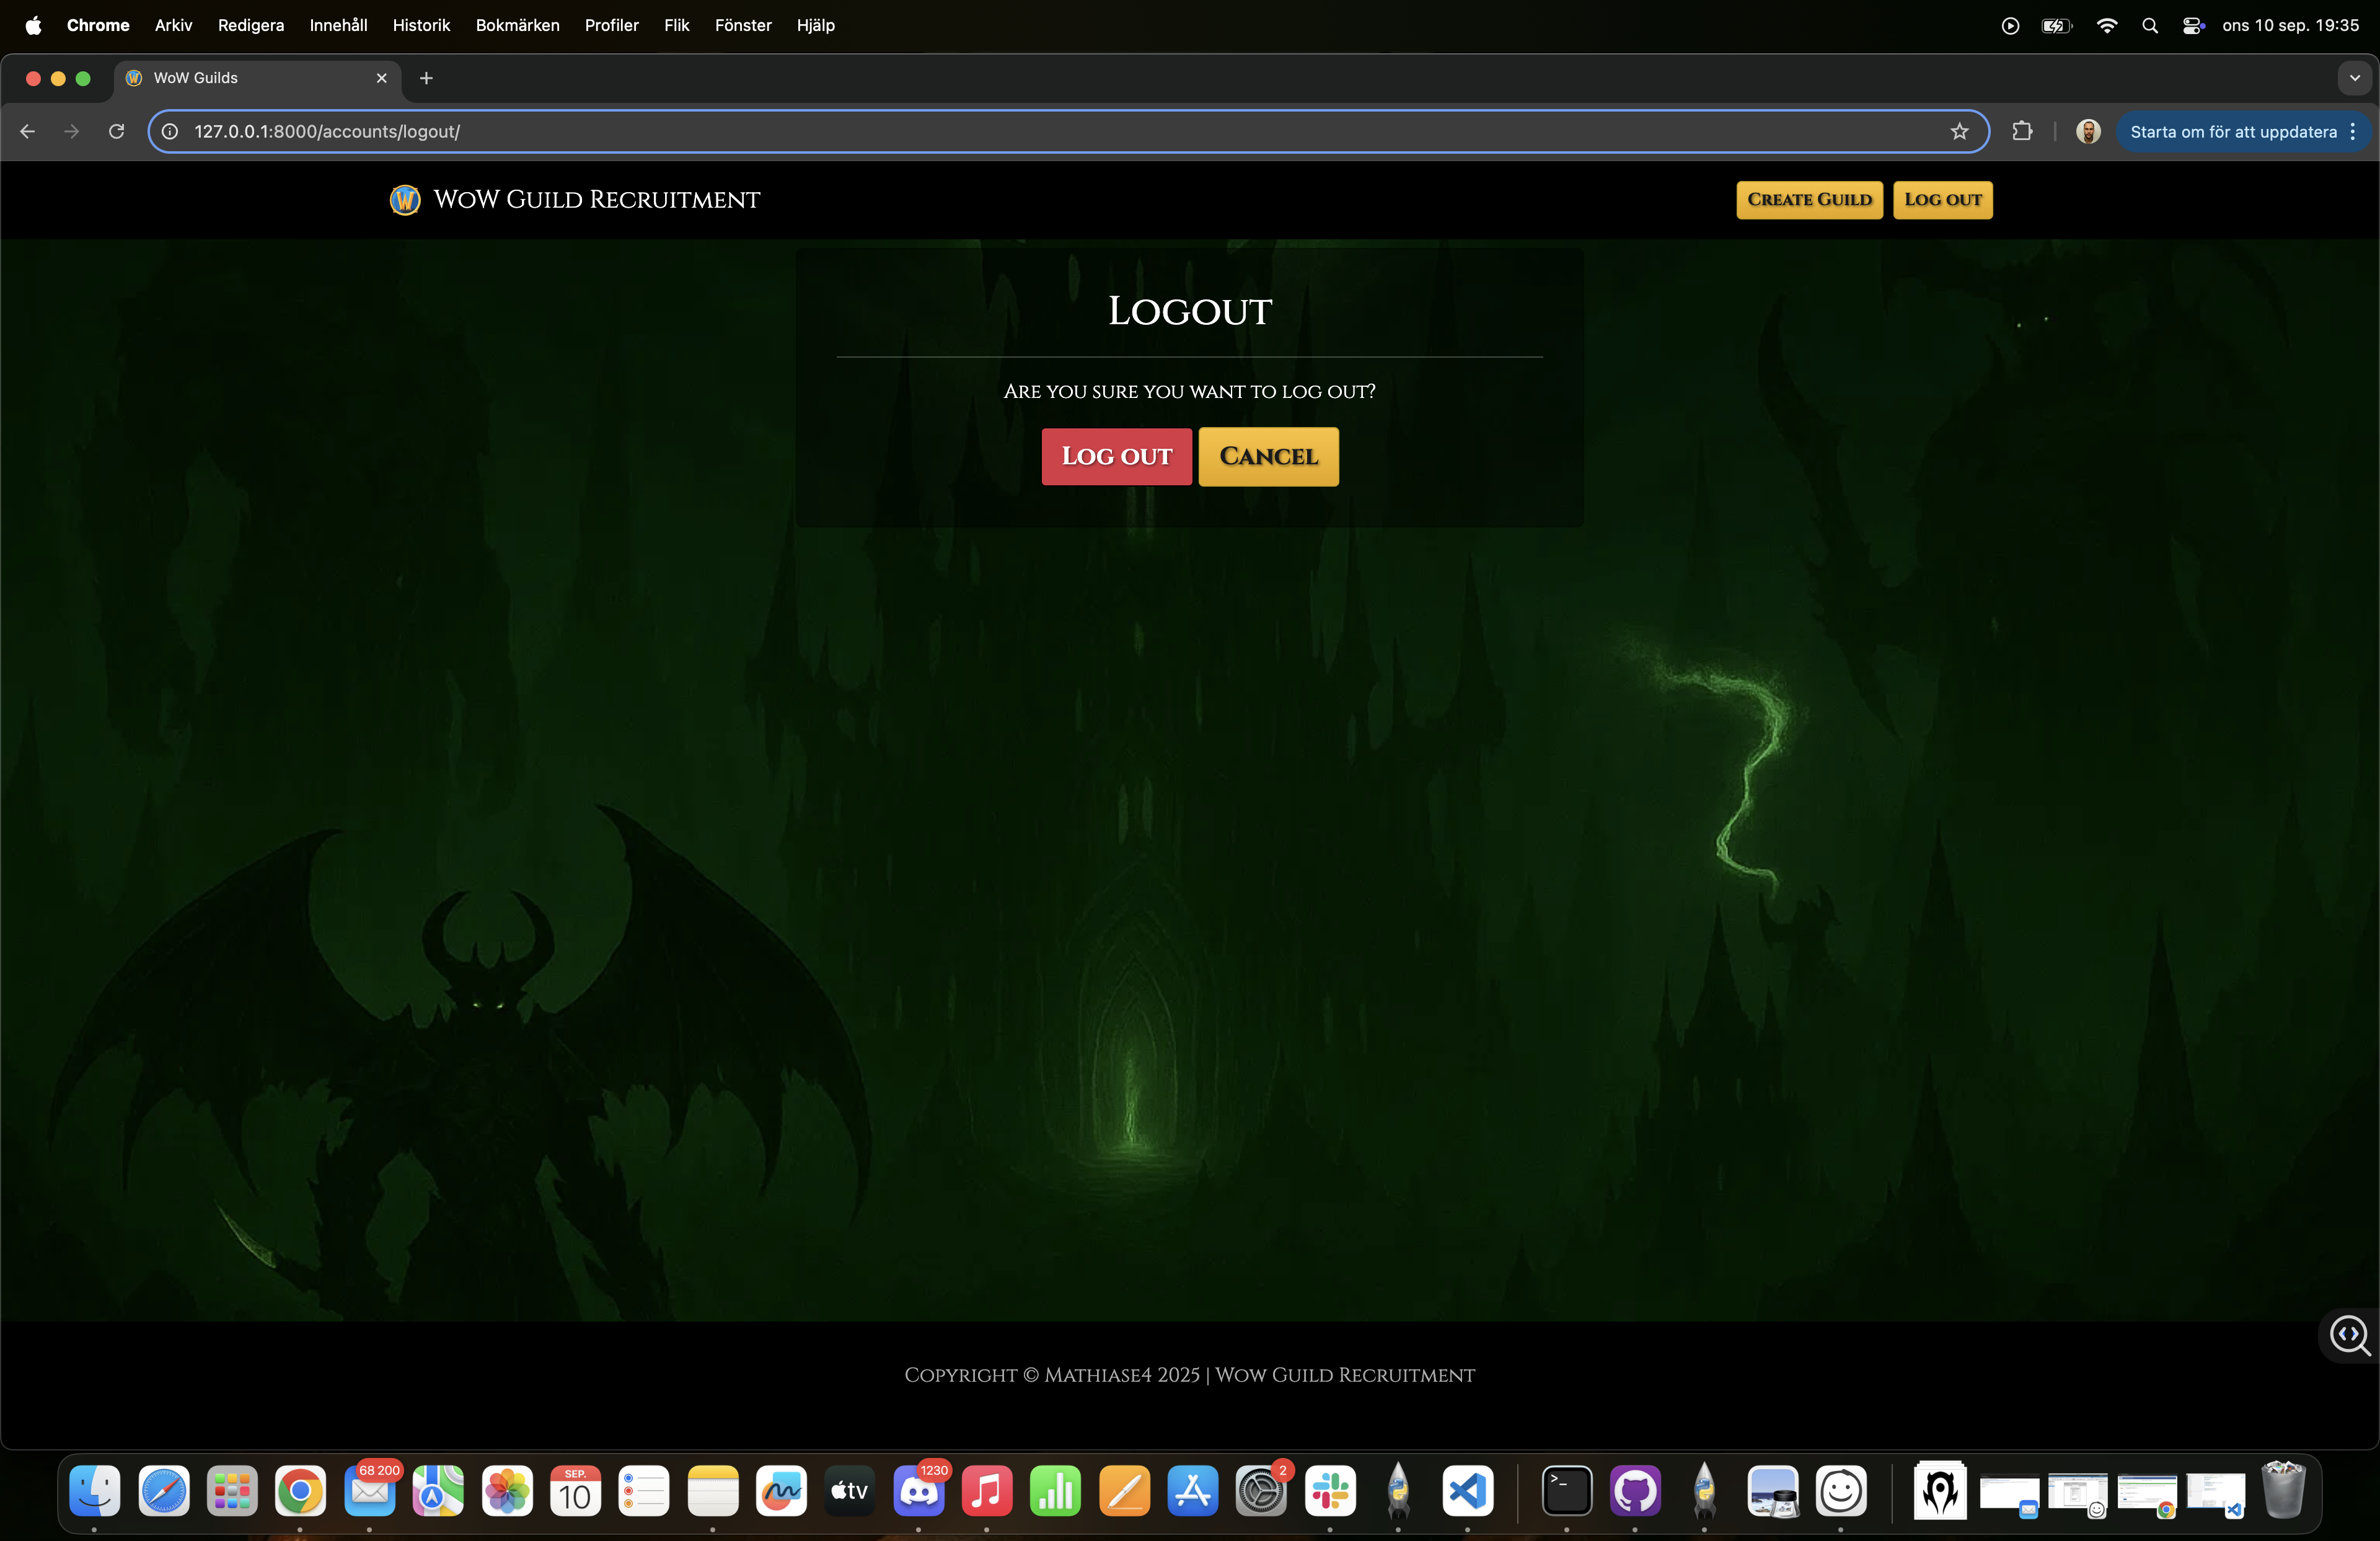 Chrome Arkiv Redigera Innehåll Historik Bokmärken Profiler Flik Fönster Hjälp ons 10 sep. 19:35
WoW Guilds
127.0.0.1:8000/accounts/logout/ Starta om för att uppdatera
W WoW Guild Recruitment Create Guild Log out
Logout
Are you sure you want to log out?
Log out Cancel
Copyright © Mathiase4 2025 | Wow Guild Recruitment
68 200 SEP. 1230 2
10 tv